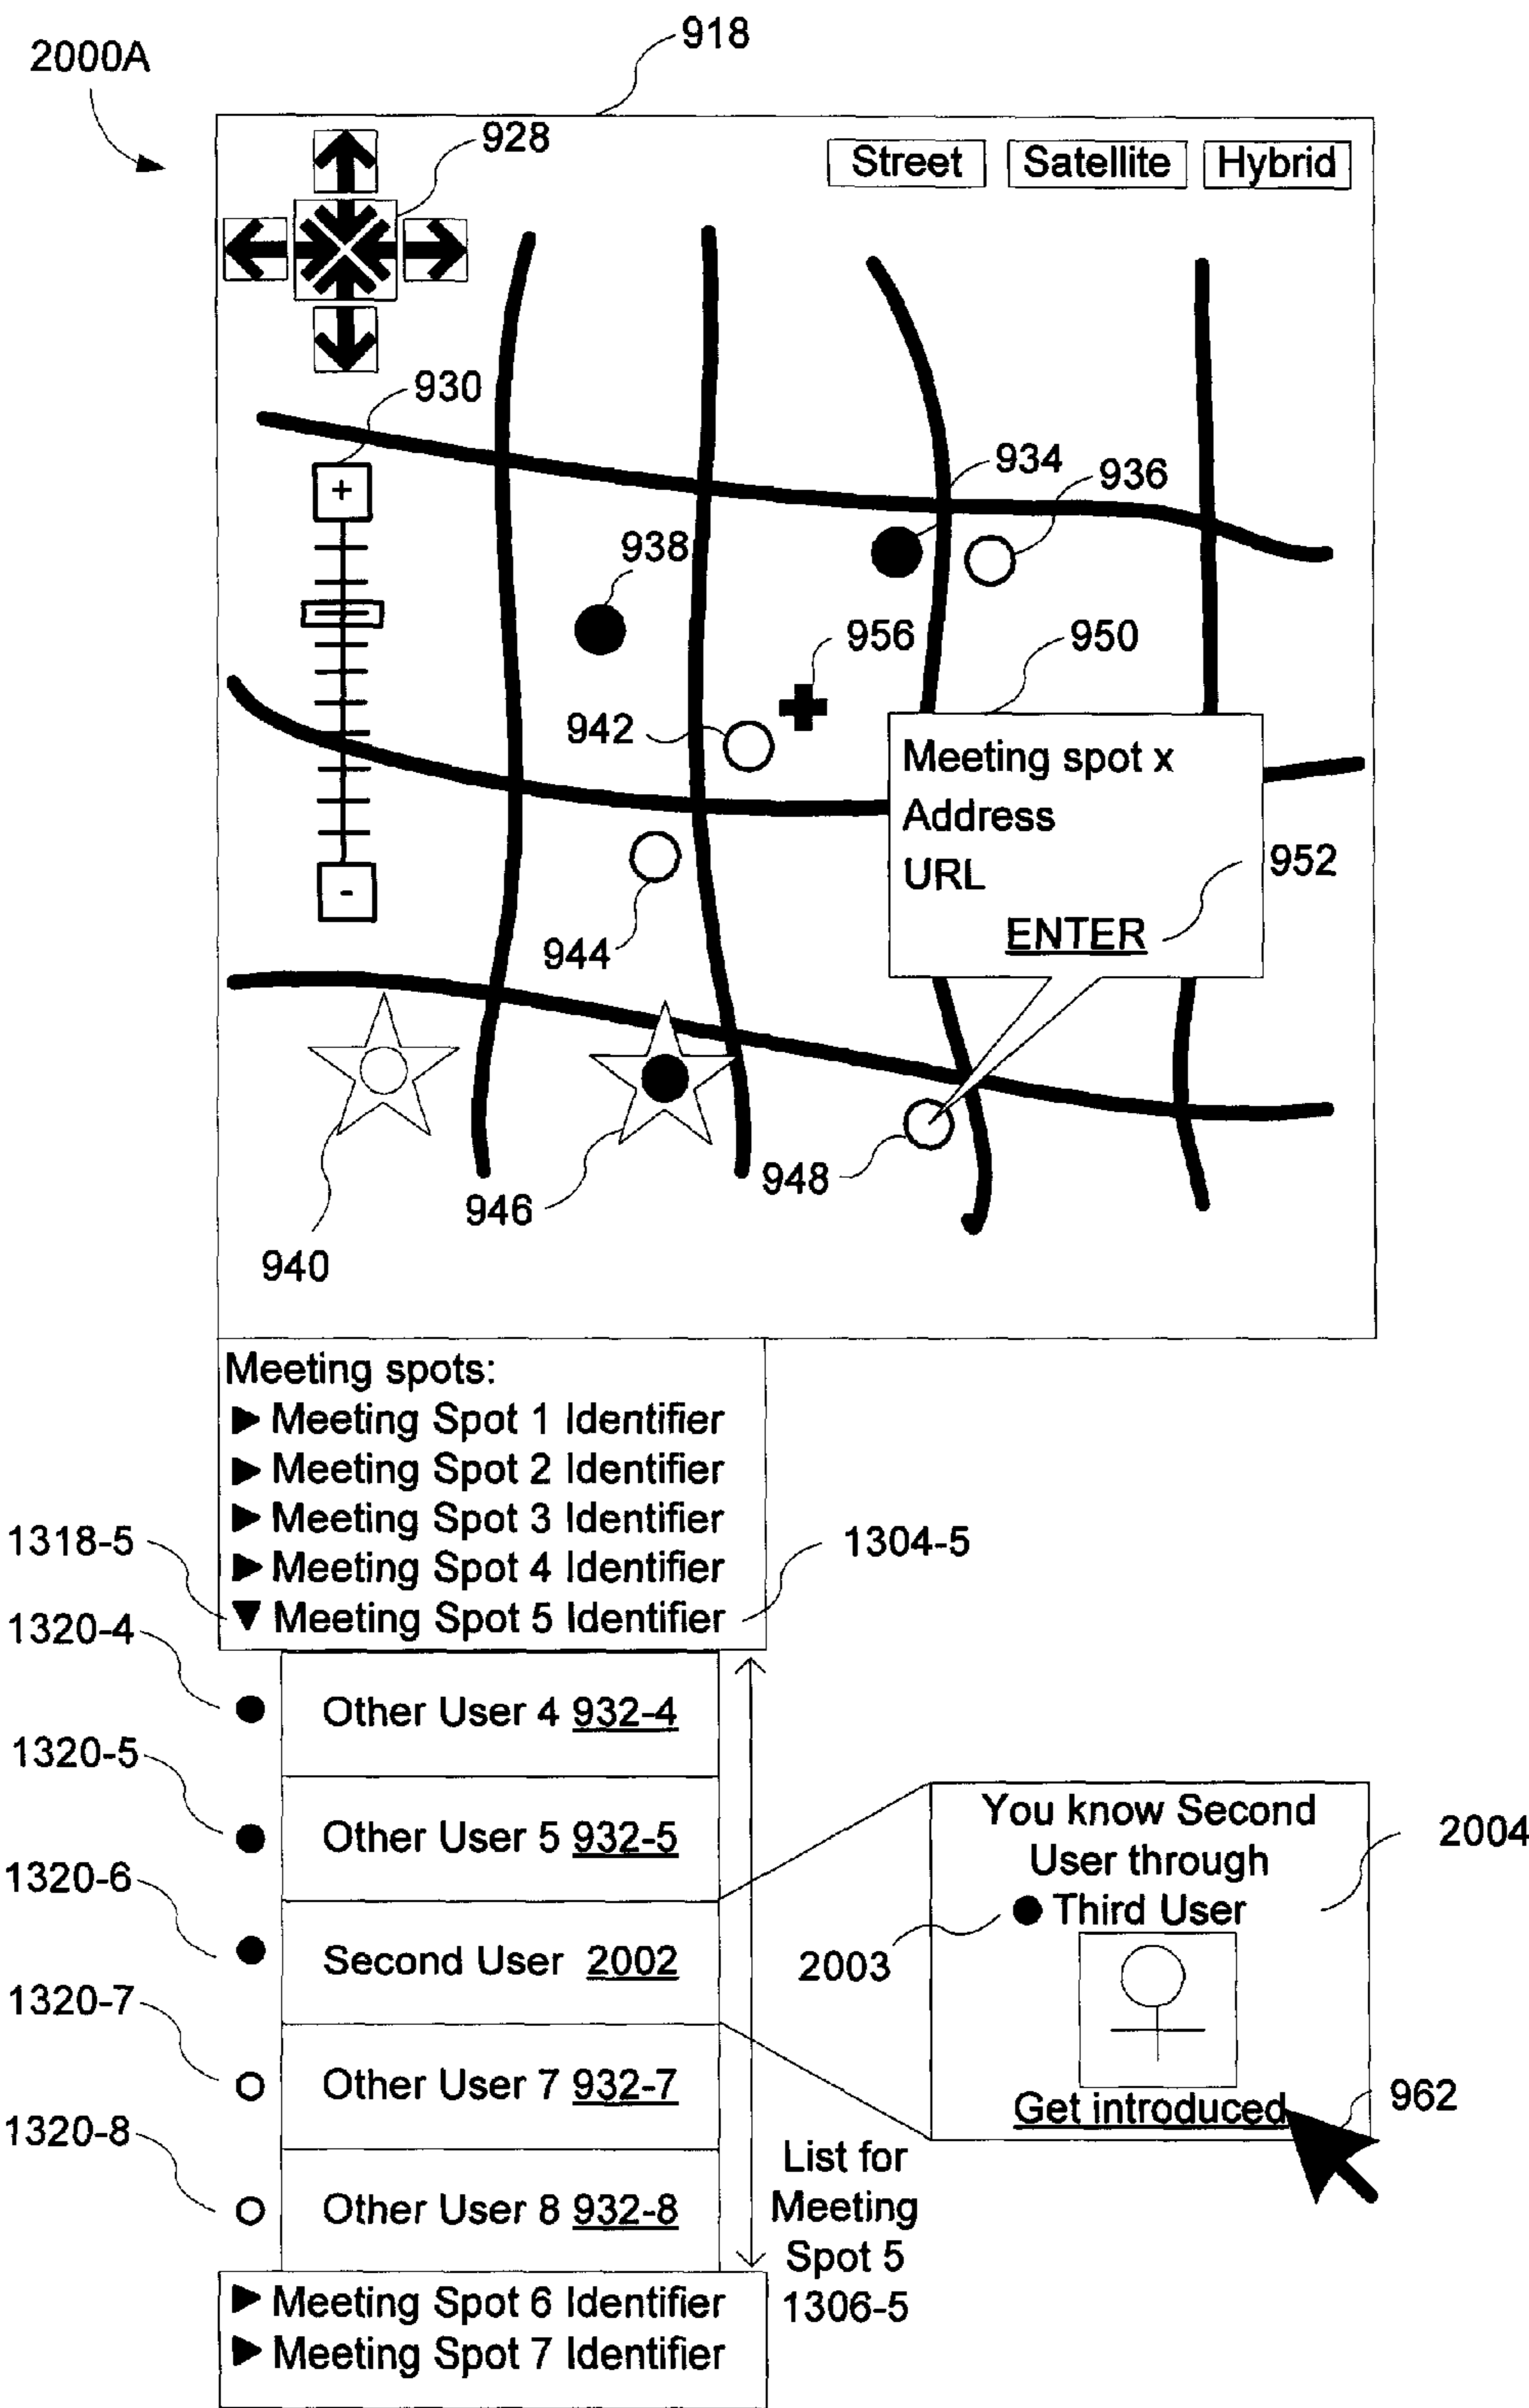 918
2000A
928
Street Satellite Hybrid
930
+
934
936
938
956
950
942
Meeting spot x
Address
URL
952
ENTER
-
944
948
946
940
Meeting spots:
Meeting Spot 1 Identifier
Meeting Spot 2 Identifier
Meeting Spot 3 Identifier
Meeting Spot 4 Identifier
Meeting Spot 5 Identifier
1318-5
1304-5
1320-4
Other User 4 932-4
1320-5
Other User 5 932-5
1320-6
Second User 2002
1320-7
Other User 7 932-7
1320-8
Other User 8 932-8
You know Second
User through
Third User
2004
2003
Get introduced
962
List for
Meeting
Spot 5
1306-5
Meeting Spot 6 Identifier
Meeting Spot 7 Identifier